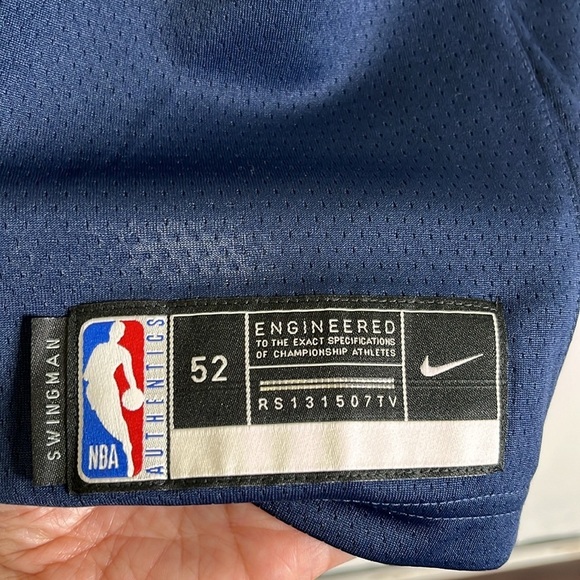 SWINGMAN
NBA
AUTHENTICS
52
ENGINEERED
TO THE EXACT SPECIFICATIONS
OF CHAMPIONSHIP ATHLETES
RS131507TV